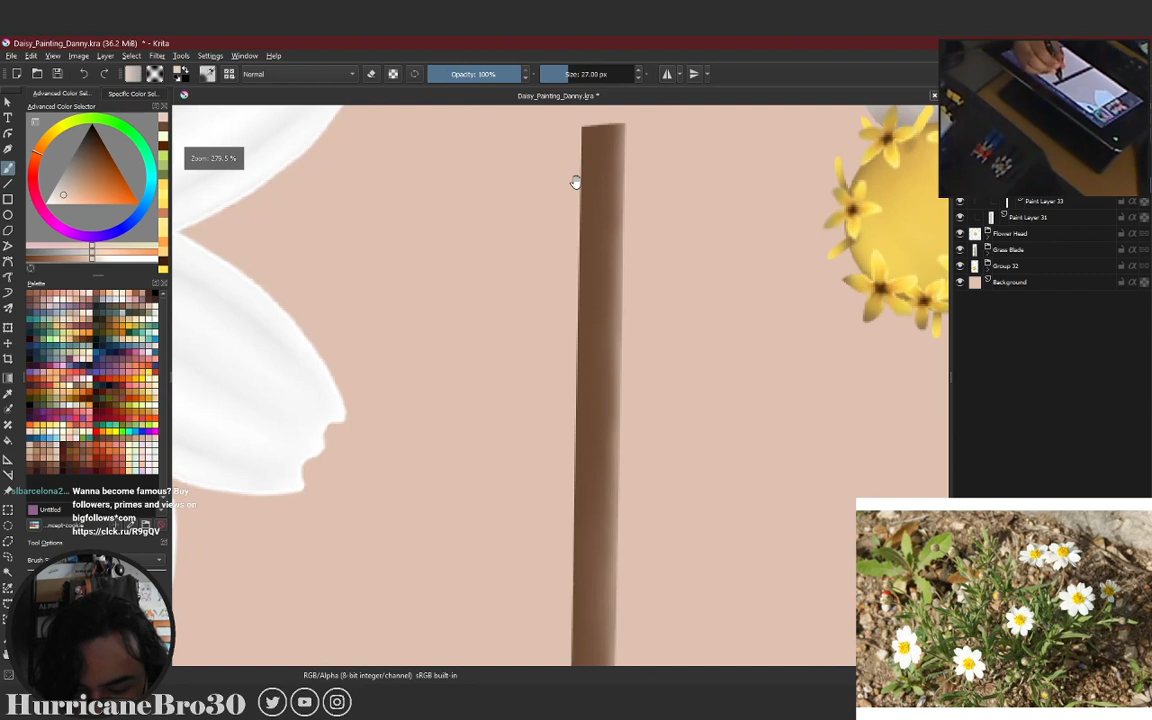 Daisy_Painting_Danny.kra (36.2 MiB) * - Krita
File Edit View Image Layer Select Filter Tools Settings Window Help
Normal
Opacity: 100%
Size: 27.00 px
Advanced Color Sel...
Specific Color Sel...
Daisy_Painting_Danny.kra *
Advanced Color Selector
Zoom: 279.5 %
Paint Layer 33
Paint Layer 31
Flower Head
Grass Blade
Group 32
Background
Palette
Wanna become famous? Buy
followers, primes and views on
bigfollows*com
https://clck.ru/R9gQV
Untitled
Tool Options
RGB/Alpha (8-bit integer/channel) sRGB built-in
HurricaneBro30